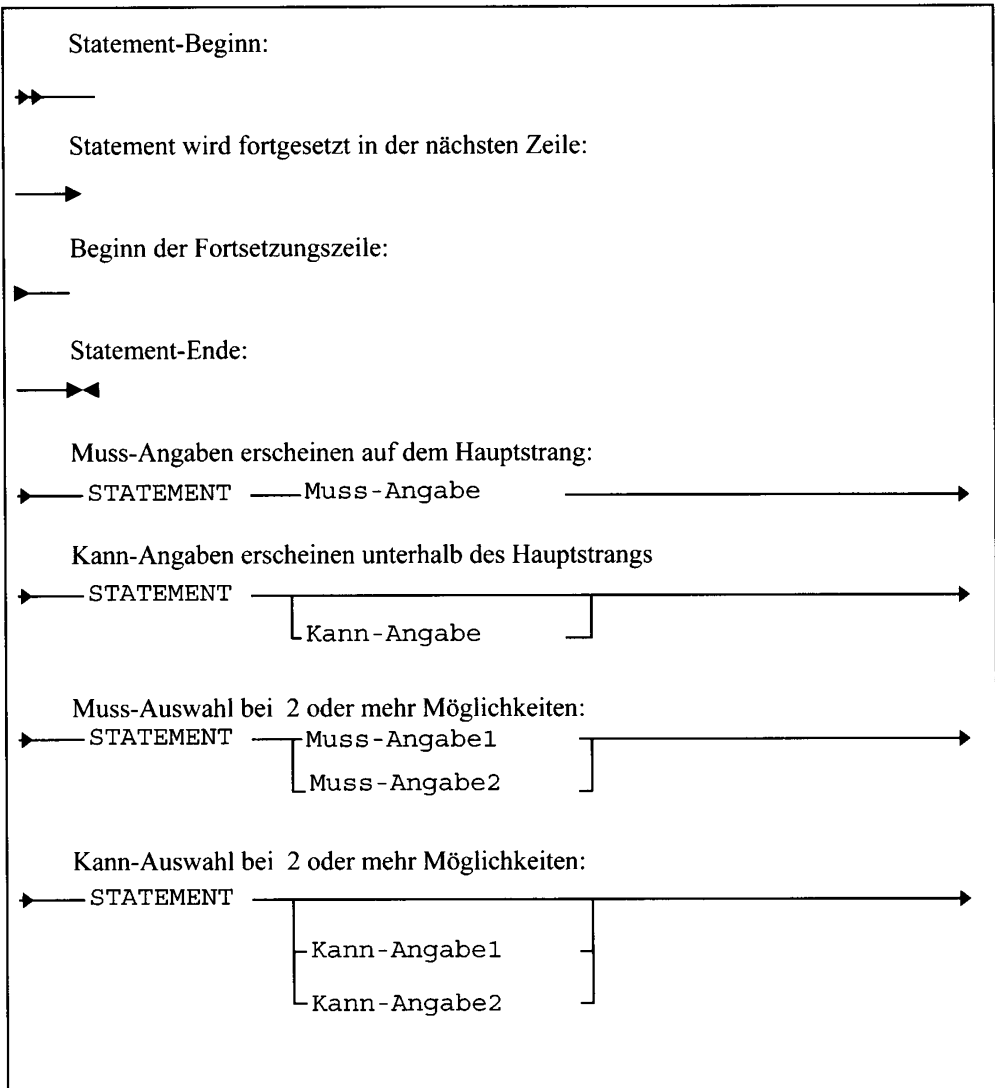 Statement-Beginn:
Statement wird fortgesetzt in der nächsten Zeile:
Beginn der Fortsetzungszeile:
Statement-Ende:
Muss-Angaben erscheinen auf dem Hauptstrang:
STATEMENT Muss-Angabe
Kann-Angaben erscheinen unterhalb des Hauptstrangs
STATEMENT
Kann-Angabe
Muss-Auswahl bei 2 oder mehr Möglichkeiten:
STATEMENT Muss-Angabe1
Muss-Angabe2
Kann-Auswahl bei 2 oder mehr Möglichkeiten:
STATEMENT
Kann-Angabe1
Kann-Angabe2